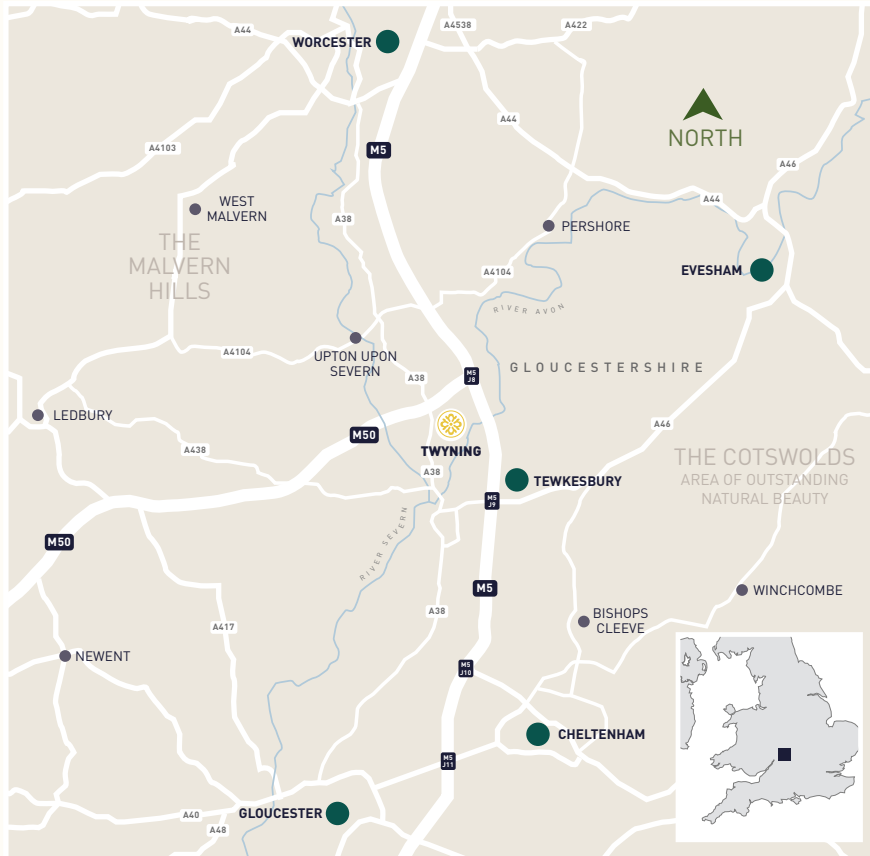 A44
WORCESTER
A4538
A422
NORTH
A4103
M5
A44
A46
WEST
MALVERN
A38
PERSHORE
A44
THE
MALVERN
HILLS
EVESHAM
A4104
RIVER AVON
A4104
UPTON UPON
SEVERN
A38
M5
J8
GLOUCESTERSHIRE
LEDBURY
M50
A438
TWYNING
A38
A46
THE COTSWOLDS
AREA OF OUTSTANDING
NATURAL BEAUTY
TEWKESBURY
M5
J9
M50
RIVER SEVERN
M5
WINCHCOMBE
A38
BISHOPS
CLEEVE
A417
NEWENT
M5
J10
CHELTENHAM
M5
J11
A40
A48
GLOUCESTER